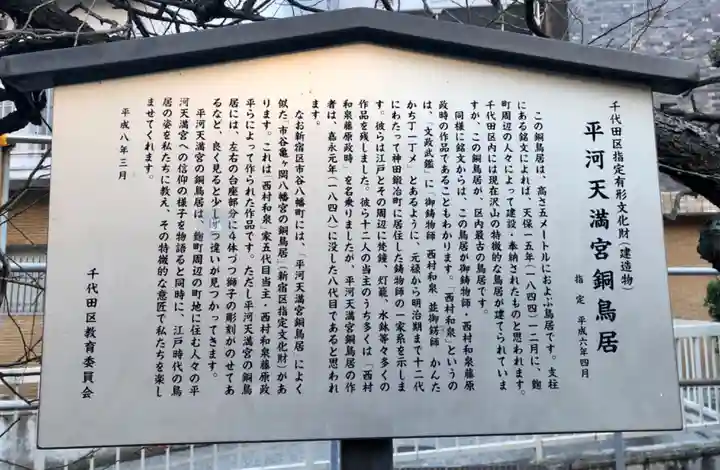 千代田区指定有形文化財（建造物）
平河天満宮銅鳥居
指定　平成六年四月
この銅鳥居は、高さ五メートルにおよぶ鳥居です。支柱
にある銘文によれば、天保一五年（一八四四）一二月に、麴
町周辺の人々によって建設・奉納されたものと思われます。
千代田区内には現在沢山の特徴的な鳥居が建てられていま
すが、この銅鳥居が、区内最古の鳥居です。
同様に銘文からは、この鳥居が御鋳物師・西村和泉藤原
政時の作品であることもわかります。「西村和泉」というの
は、「文政武鑑」に「御鋳物師　西村和泉　並御鎊師　かんた
かち丁一丁メ」とあるように、元禄から明治期まで十二代
にわたって神田鍛冶町に居住した鋳物師の一家系を示しま
す。彼らは江戸とその周辺に梵鐘、灯籠、水鉢等々多くの
作品を残しました。彼ら十二人の当主のうち多くは「西村
和泉藤原政時」を名乗りましたが、平河天満宮銅鳥居の作
者は、嘉永元年（一八四八）に没した八代目であると思われ
ます。
なお新宿区市谷八幡町には、「平河天満宮銅鳥居」によく
似た「市谷亀ヶ岡八幡宮の銅鳥居」（新宿区指定文化財）があ
ります。これは「西村和泉」家五代目当主・西村和泉藤原政
平らによって作られた作品です。ただし平河天満宮の銅鳥
居には、左右の台座部分に４体づつ獅子の彫刻がのせてあ
るなど、良く見ると少しづつ違いが見つかってきます。
平河天満宮の銅鳥居は、麴町周辺の町地に住む人々の平
河天満宮への信仰の様子を物語ると同時に、江戸時代の鳥
居の姿を私たちに教え、その特徴的な意匠で私たちを楽し
ませてくれます。
平成八年三月
千代田区教育委員会